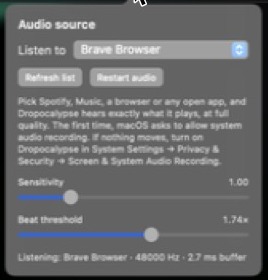 Audio source
Listen to Brave Browser
Refresh list Restart audio
Pick Spotify, Music, a browser or any open app, and
Dropocalypse hears exactly what it plays, at full
quality. The first time, macOS asks to allow system
audio recording. If nothing moves, turn on
Dropocalypse in System Settings → Privacy &
Security → Screen & System Audio Recording.
Sensitivity 1.00
Beat threshold 1.74×
Listening: Brave Browser · 48000 Hz · 2.7 ms buffer